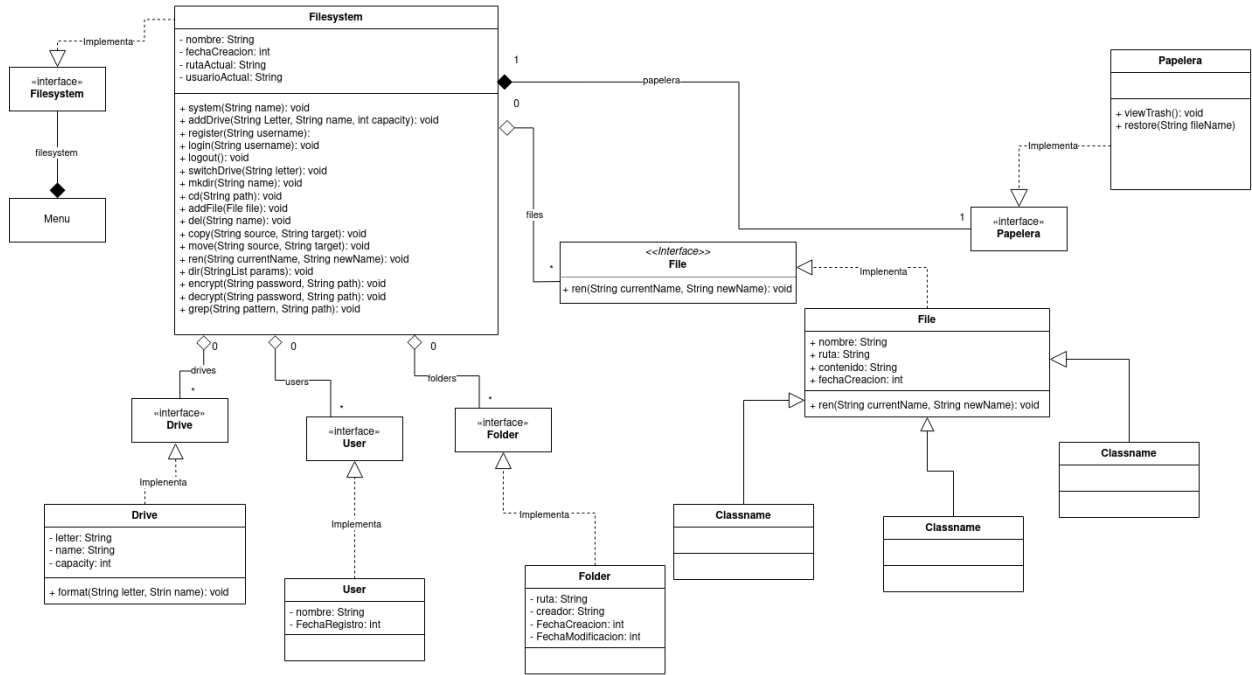 Filesystem
- nombre: String
- fechaCreacion: int
- rutaActual: String
- usuarioActual: String
+ system(String name): void
+ addDrive(String Letter, String name, int capacity): void
+ register(String username):
+ login(String username): void
+ logout(): void
+ switchDrive(String letter): void
+ mkdir(String name): void
+ cd(String path): void
+ addFile(File file): void
+ del(String name): void
+ copy(String source, String target): void
+ move(String source, String target): void
+ ren(String currentName, String newName): void
+ dir(StringList params): void
+ encrypt(String password, String path): void
+ decrypt(String password, String path): void
+ grep(String pattern, String path): void
Implementa
«interface»
Filesystem
filesystem
Menu
1
papelera
1
0
files
*
Papelera
+ viewTrash(): void
+ restore(String fileName)
Implementa
«interface»
Papelera
<<Interface>>
File
+ ren(String currentName, String newName): void
Implenenta
File
+ nombre: String
+ ruta: String
+ contenido: String
+ fechaCreacion: int
+ ren(String currentName, String newName): void
0
drives
*
0
users
*
0
folders
*
«interface»
Drive
«interface»
User
«interface»
Folder
Implenenta
Implementa
Implementa
Drive
- letter: String
- name: String
- capacity: int
+ format(String letter, Strin name): void
User
- nombre: String
- FechaRegistro: int
Folder
- ruta: String
- creador: String
- FechaCreacion: int
- FechaModificacion: int
Classname
Classname
Classname